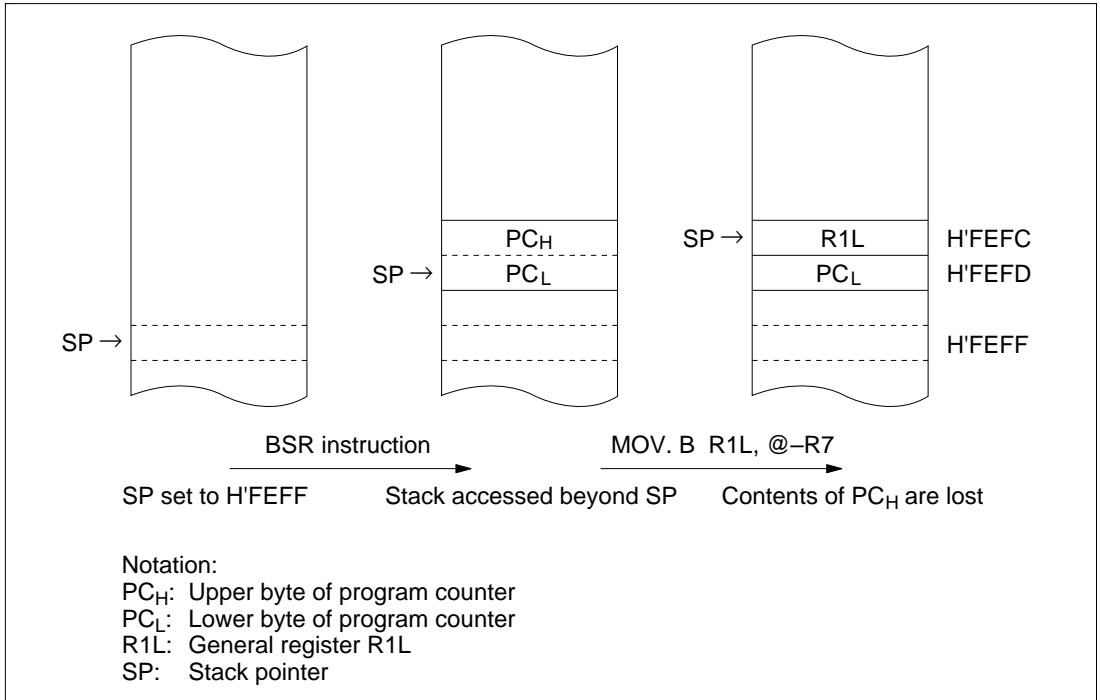 PCH
SP → R1L H'FEFC
SP → PCL PCL H'FEFD
SP → H'FEFF
BSR instruction MOV. B R1L, @–R7
SP set to H'FEFF Stack accessed beyond SP Contents of PCH are lost
Notation:
PCH: Upper byte of program counter
PCL: Lower byte of program counter
R1L: General register R1L
SP: Stack pointer